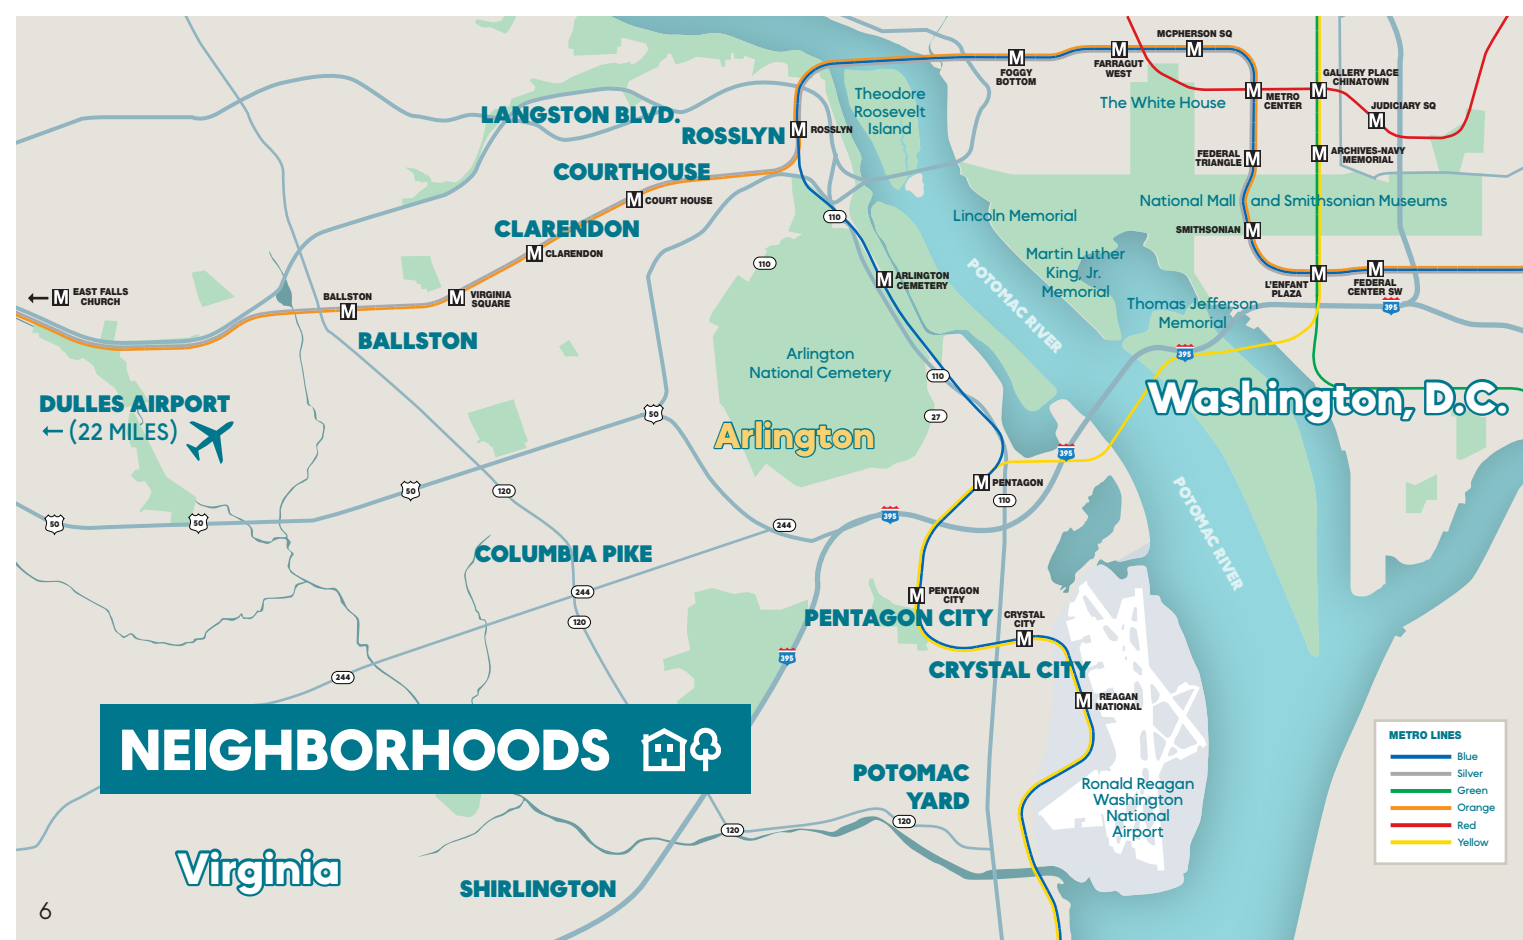 MCPHERSON SQ
M
M
M
FOGGY
BOTTOM
FARRAGUT
WEST
GALLERY PLACE
CHINATOWN
M
M
METRO
CENTER
JUDICIARY SQ
M
The White House
Theodore
Roosevelt
Island
LANGSTON BLVD.
ROSSLYN
M
ROSSLYN
FEDERAL
TRIANGLE
M
M
ARCHIVES-NAVY
MEMORIAL
COURTHOUSE
M
COURT HOUSE
National Mall and Smithsonian Museums
Lincoln Memorial
110
CLARENDON
M
CLARENDON
SMITHSONIAN
M
110
Martin Luther
King, Jr.
Memorial
POTOMAC RIVER
M
ARLINGTON
CEMETERY
L'ENFANT
PLAZA
M
M
FEDERAL
CENTER SW
395
M
EAST FALLS
CHURCH
BALLSTON
M
M
VIRGINIA
SQUARE
Thomas Jefferson
Memorial
BALLSTON
395
Arlington
National Cemetery
110
Washington, D.C.
DULLES AIRPORT
(22 MILES)
50
27
Arlington
395
M
PENTAGON
50
120
110
POTOMAC RIVER
50
50
244
395
COLUMBIA PIKE
244
120
M
PENTAGON
CITY
PENTAGON CITY
CRYSTAL
CITY
M
395
CRYSTAL CITY
244
M
REAGAN
NATIONAL
NEIGHBORHOODS
METRO LINES
Blue
Silver
Green
Orange
Red
Yellow
POTOMAC
YARD
Ronald Reagan
Washington
National
Airport
120
120
Virginia
SHIRLINGTON
6